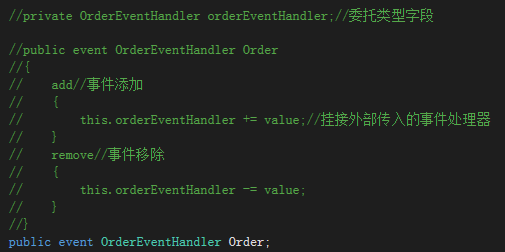 //private OrderEventHandler orderEventHandler;//委托类型字段
//public event OrderEventHandler Order
//{
//    add//事件添加
//    {
//        this.orderEventHandler += value;//挂接外部传入的事件处理器
//    }
//    remove//事件移除
//    {
//        this.orderEventHandler -= value;
//    }
//}
public event OrderEventHandler Order;